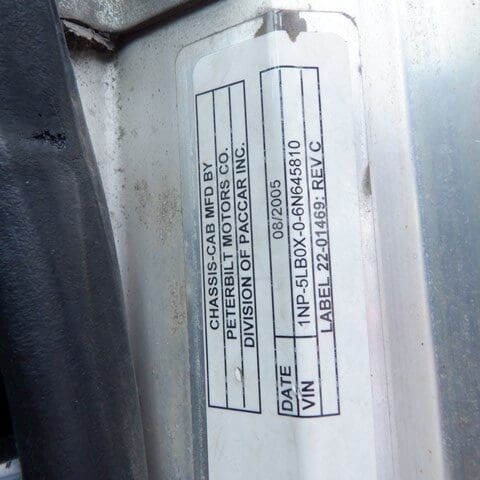 CHASSIS-CAB MFD BY
PETERBILT MOTORS CO.
DIVISION OF PACCAR INC.
DATE 08/2005
VIN 1NP-5LB0X-0-6N645810
LABEL 22-01469: REV C